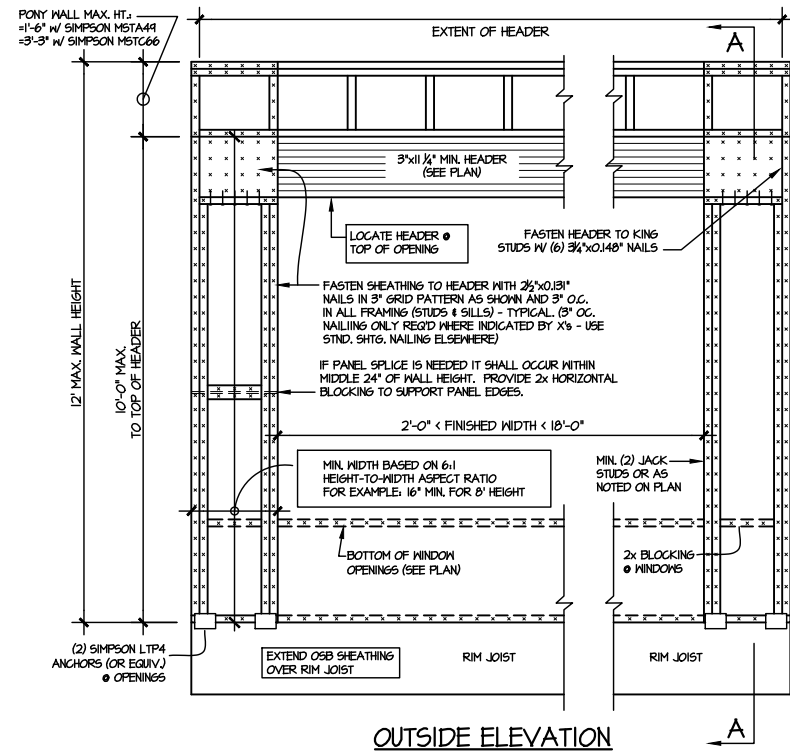 PONY WALL MAX. HT.:
=1'-6" W/ SIMPSON MSTA49
=3'-3" W/ SIMPSON MSTC66
EXTENT OF HEADER
A
3"x11 1/4" MIN. HEADER
(SEE PLAN)
LOCATE HEADER @
TOP OF OPENING
FASTEN HEADER TO KING
STUDS W/ (6) 3 1/4"x0.148" NAILS
FASTEN SHEATHING TO HEADER WITH 2 1/2"x0.131"
NAILS IN 3" GRID PATTERN AS SHOWN AND 3" O.C.
IN ALL FRAMING (STUDS & SILLS) - TYPICAL. (3" OC.
NAILIING ONLY REQ'D WHERE INDICATED BY X's - USE
STND. SHTG. NAILING ELSEWHERE)
IF PANEL SPLICE IS NEEDED IT SHALL OCCUR WITHIN
MIDDLE 24" OF WALL HEIGHT. PROVIDE 2x HORIZONTAL
BLOCKING TO SUPPORT PANEL EDGES.
12' MAX. WALL HEIGHT
10'-0" MAX.
TO TOP OF HEADER
2'-0" < FINISHED WIDTH < 18'-0"
MIN. WIDTH BASED ON 6:1
HEIGHT-TO-WIDTH ASPECT RATIO
FOR EXAMPLE: 16" MIN. FOR 8' HEIGHT
MIN. (2) JACK
STUDS OR AS
NOTED ON PLAN
BOTTOM OF WINDOW
OPENINGS (SEE PLAN)
2x BLOCKING
@ WINDOWS
(2) SIMPSON LTP4
ANCHORS (OR EQUIV.)
@ OPENINGS
EXTEND OSB SHEATHING
OVER RIM JOIST
RIM JOIST
RIM JOIST
OUTSIDE ELEVATION
A